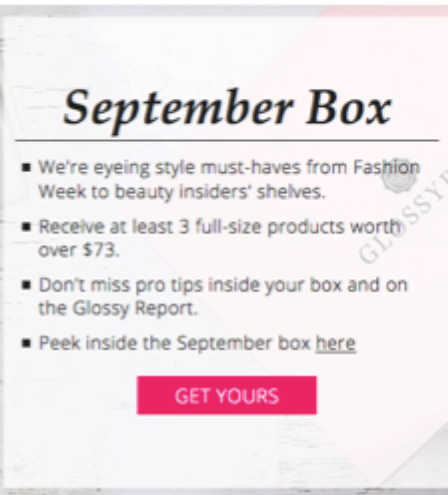 September Box
■ We're eyeing style must-haves from Fashion
Week to beauty insiders' shelves.
■ Receive at least 3 full-size products worth
over $73.
■ Don't miss pro tips inside your box and on
the Glossy Report.
■ Peek inside the September box here
GET YOURS